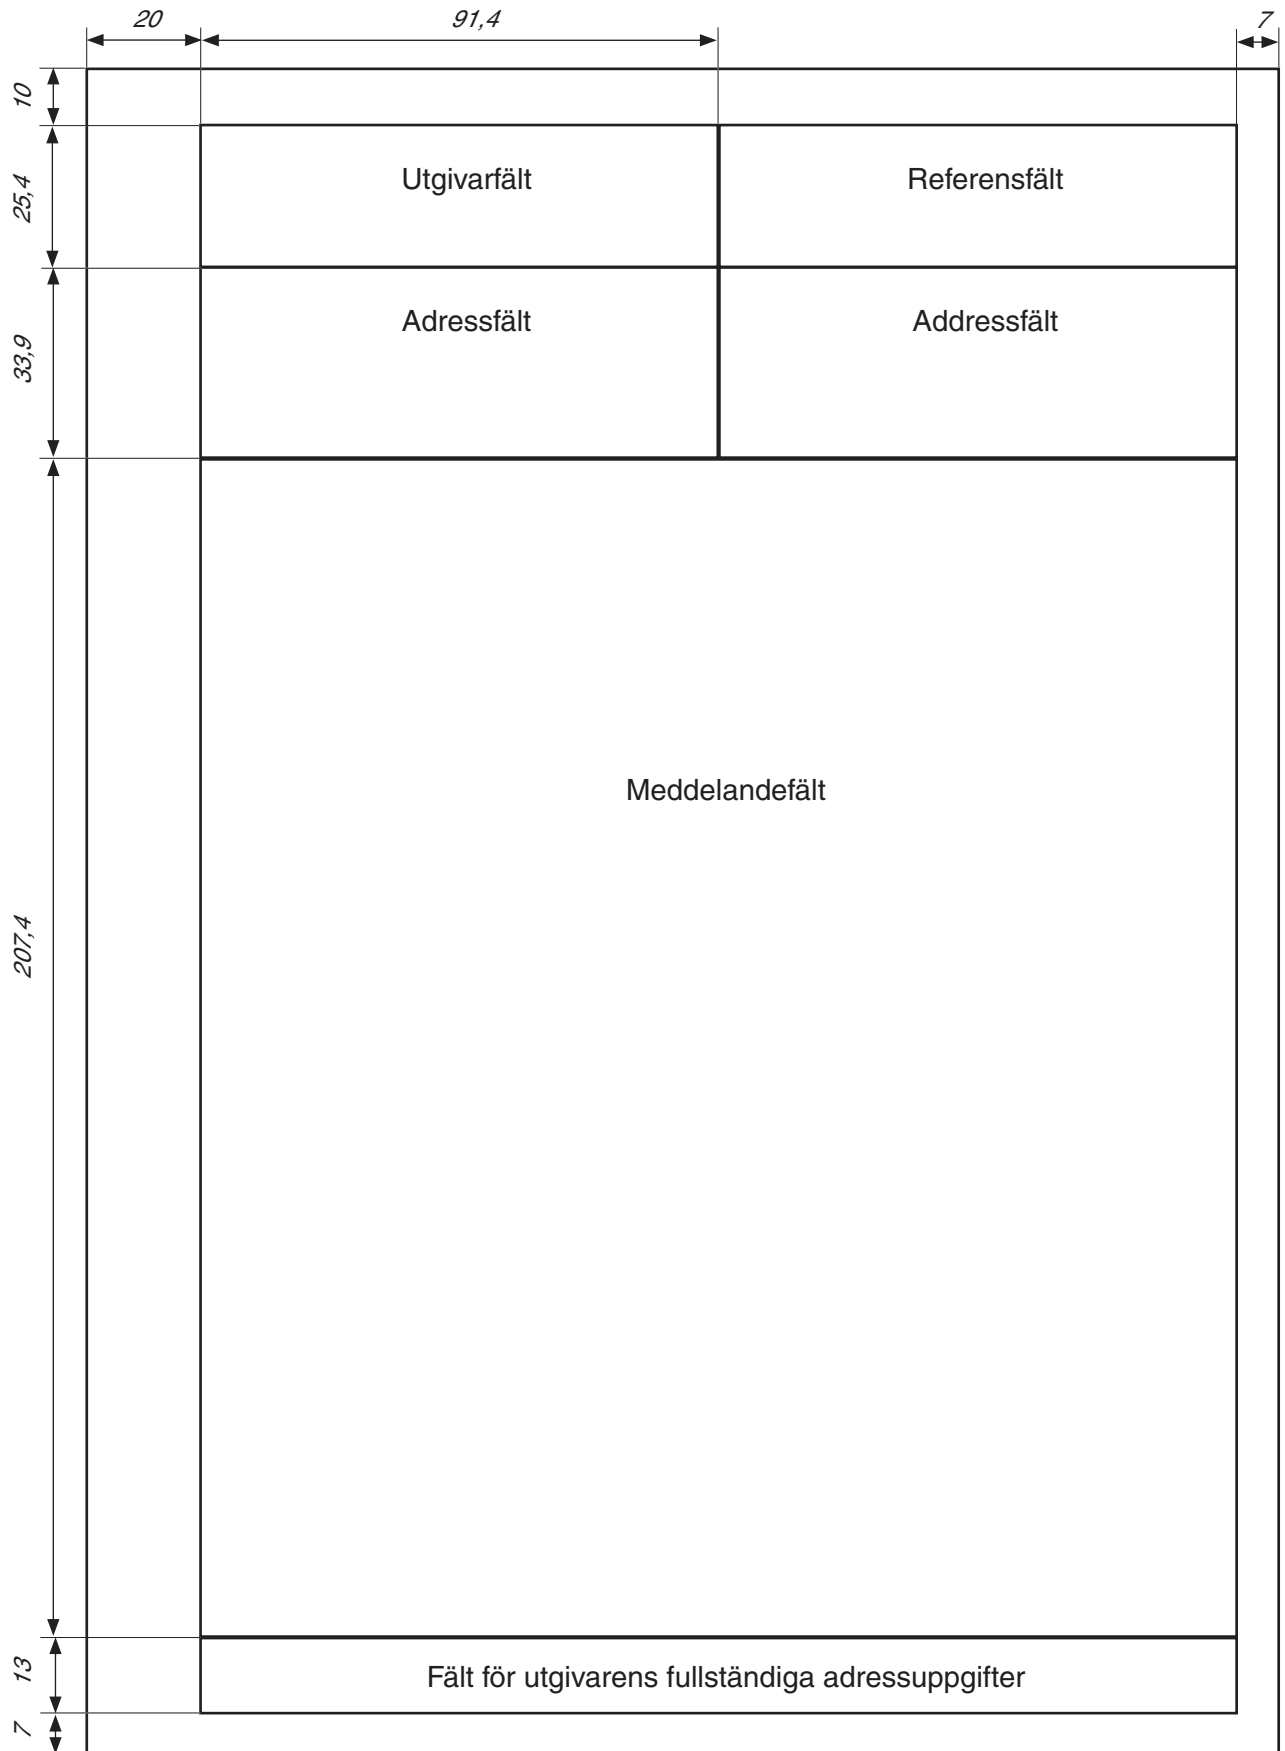 20
91,4
7
10
25,4
Utgivarfält
Referensfält
33,9
Adressfält
Addressfält
207,4
Meddelandefält
13
Fält för utgivarens fullständiga adressuppgifter
7